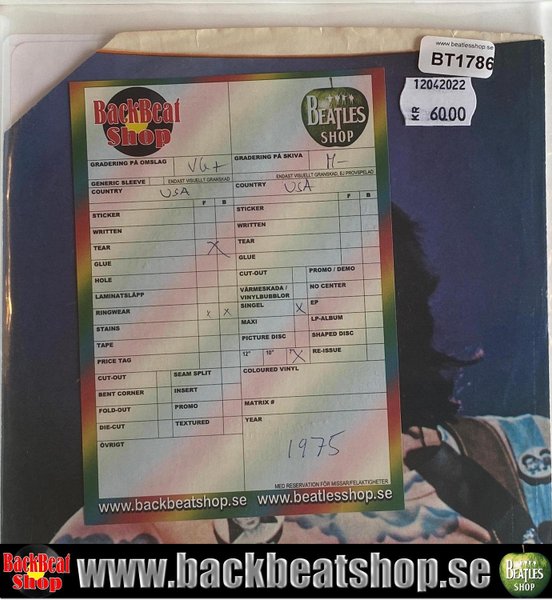 www.beatlesshop.se
BT1786
12042022
KR 60.00
BackBeat
Shop
BEATLES
SHOP
GRADERING PÅ OMSLAG VG+
GRADERING PÅ SKIVA M-
GENERIC SLEEVE ENDAST VISUELLT GRANSKAD
ENDAST VISUELLT GRANSKAD, EJ PROVSPELAD
COUNTRY USA
COUNTRY USA
F B
F B
STICKER
STICKER
WRITTEN
WRITTEN
TEAR X
TEAR
GLUE
GLUE
HOLE
CUT-OUT PROMO / DEMO
LAMINATSLÄPP
VÄRMESKADA /
VINYLBUBBLOR
NO CENTER
RINGWEAR x x
SINGEL X EP
STAINS
MAXI LP-ALBUM
TAPE
PICTURE DISC SHAPED DISC
PRICE TAG
12" 10" 7" X RE-ISSUE
CUT-OUT SEAM SPLIT
COLOURED VINYL
BENT CORNER INSERT
FOLD-OUT PROMO
MATRIX #
DIE-CUT TEXTURED
YEAR
ÖVRIGT
1975
MED RESERVATION FÖR MISSAR/FELAKTIGHETER
www.backbeatshop.se www.beatlesshop.se
BackBeat
Shop
www.backbeatshop.se
BEATLES
SHOP